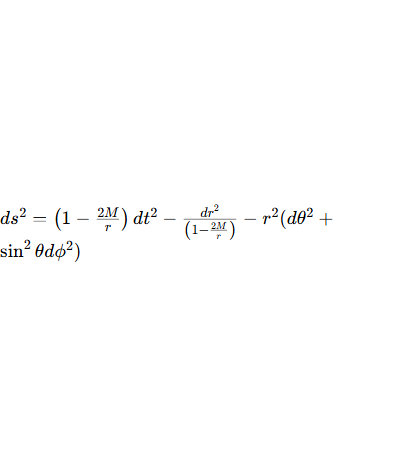 ds² = (1 − 2M/r) dt² − dr²/(1−2M/r) − r²(dθ² +
sin² θdϕ²)